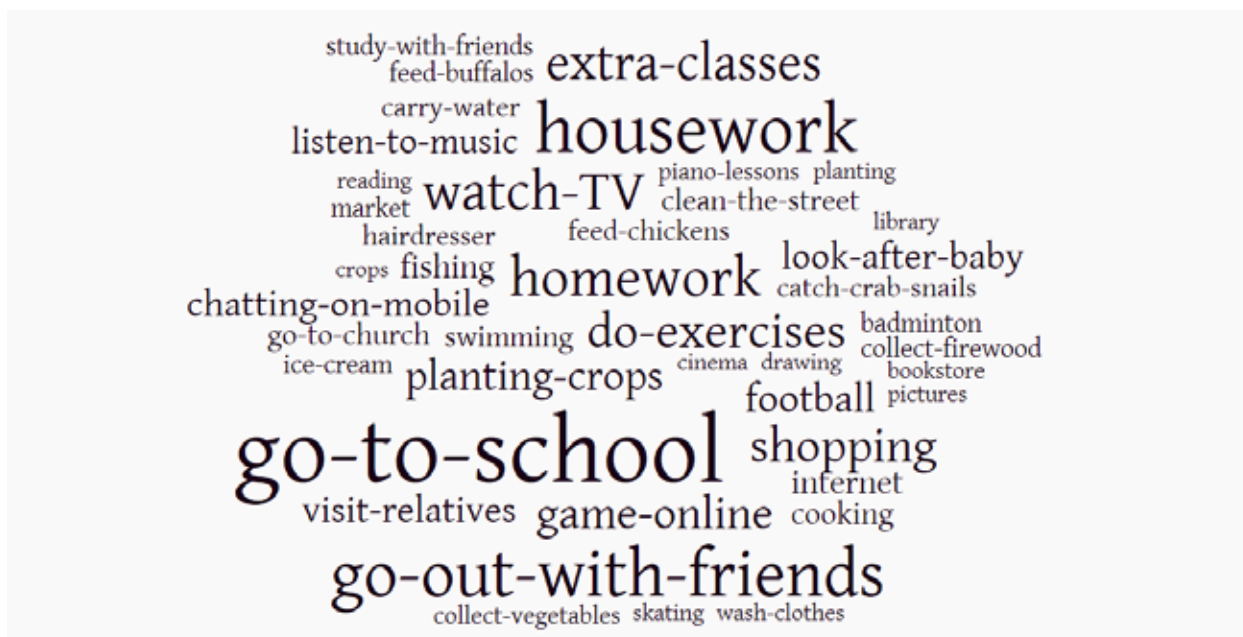 study-with-friends
feed-buffalos
extra-classes
carry-water
listen-to-music
housework
reading
market
watch-TV
piano-lessons
planting
clean-the-street
library
hairdresser
feed-chickens
crops
fishing
homework
look-after-baby
catch-crab-snails
chatting-on-mobile
go-to-church
swimming
do-exercises
badminton
collect-firewood
ice-cream
planting-crops
cinema
drawing
bookstore
football
pictures
go-to-school
shopping
internet
visit-relatives
game-online
cooking
go-out-with-friends
collect-vegetables
skating
wash-clothes